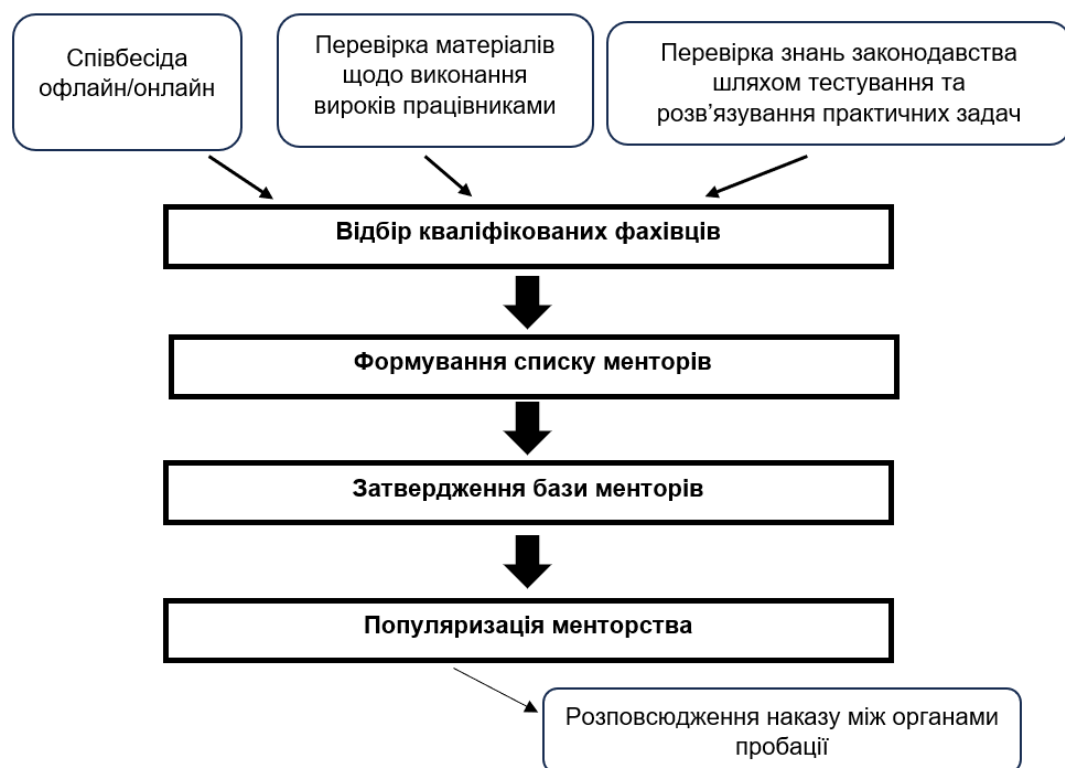 Співбесіда
офлайн/онлайн
Перевірка матеріалів
щодо виконання
вироків працівниками
Перевірка знань законодавства
шляхом тестування та
розв’язування практичних задач
Відбір кваліфікованих фахівців
Формування списку менторів
Затвердження бази менторів
Популяризація менторства
Розповсюдження наказу між органами
пробації